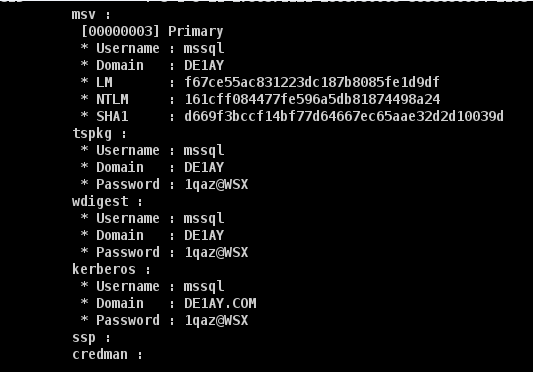 msv :
[00000003] Primary
* Username : mssql
* Domain : DE1AY
* LM : f67ce55ac831223dc187b8085fe1d9df
* NTLM : 161cff084477fe596a5db81874498a24
* SHA1 : d669f3bccf14bf77d64667ec65aae32d2d10039d
tspkg :
* Username : mssql
* Domain : DE1AY
* Password : 1qaz@WSX
wdigest :
* Username : mssql
* Domain : DE1AY
* Password : 1qaz@WSX
kerberos :
* Username : mssql
* Domain : DE1AY.COM
* Password : 1qaz@WSX
ssp :
credman :